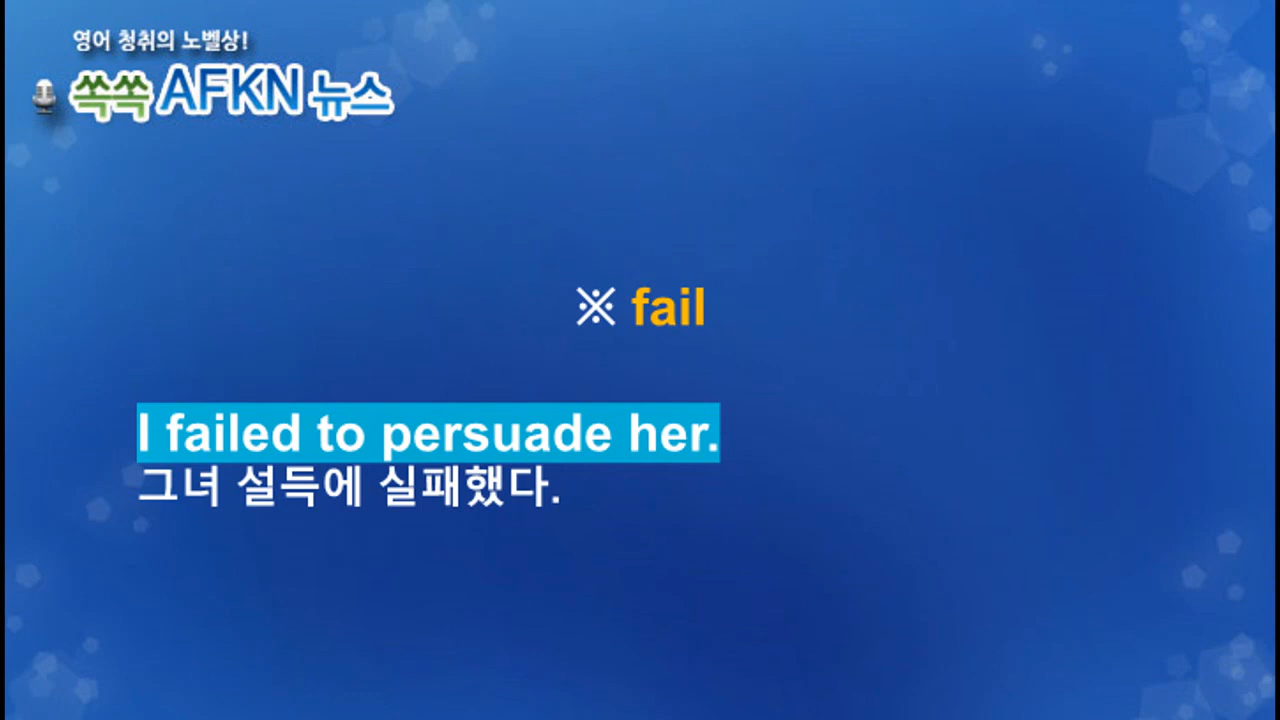 영어 청취의 노벨상!
쏙쏙 AFKN 뉴스
※ fail
I failed to persuade her.
그녀 설득에 실패했다.